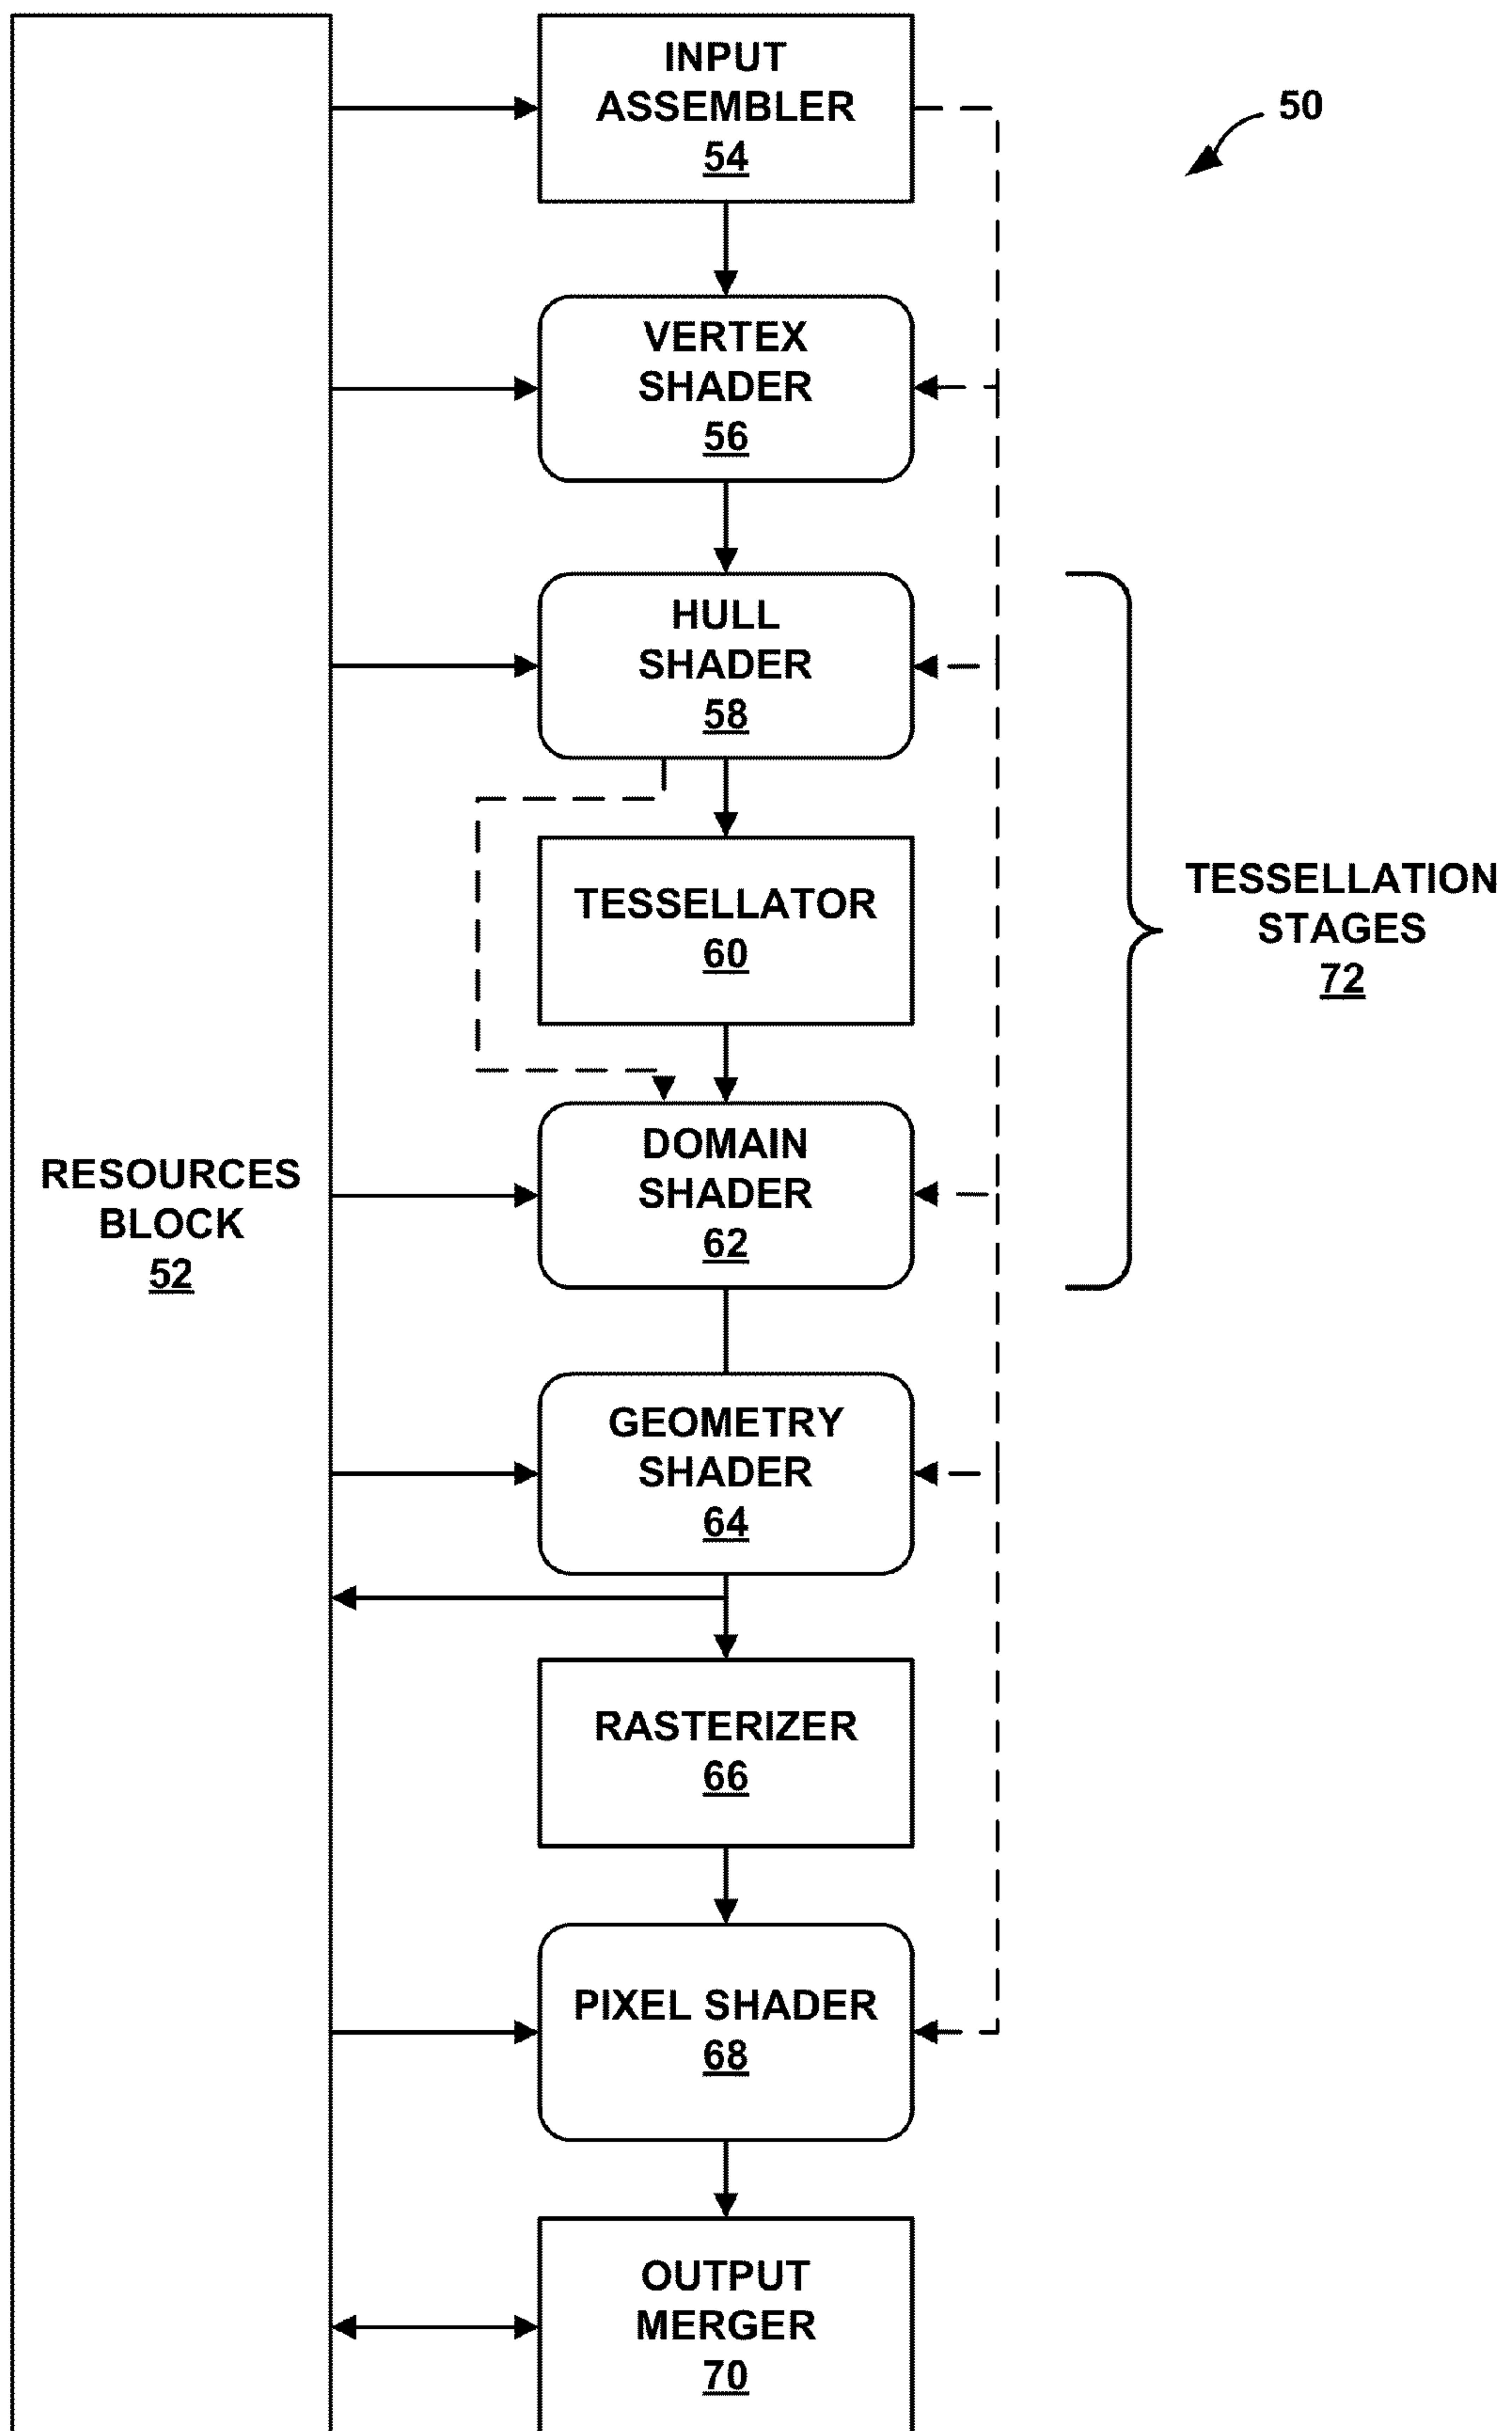 INPUT
ASSEMBLER
54
50
VERTEX
SHADER
56
HULL
SHADER
58
TESSELLATOR
60
TESSELLATION
STAGES
72
RESOURCES
BLOCK
52
DOMAIN
SHADER
62
GEOMETRY
SHADER
64
RASTERIZER
66
PIXEL SHADER
68
OUTPUT
MERGER
70